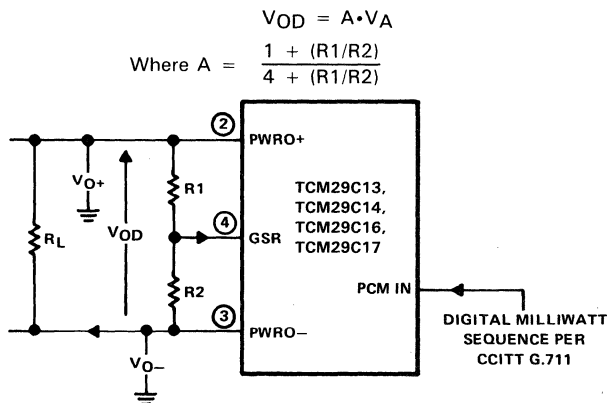 VOD = A•VA
Where A = 1 + (R1/R2)
4 + (R1/R2)
② PWRO+
VO+
R1
RL
VOD
④ GSR
TCM29C13,
TCM29C14,
TCM29C16,
TCM29C17
R2
PCM IN
③ PWRO−
VO−
DIGITAL MILLIWATT
SEQUENCE PER
CCITT G.711